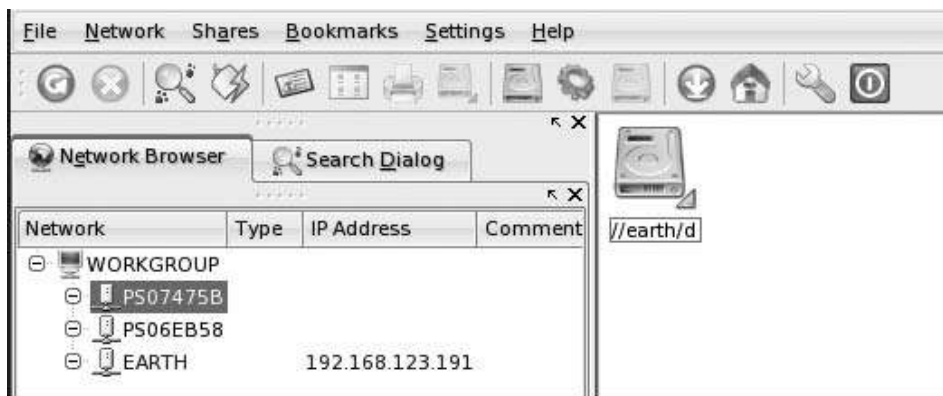 File Network Shares Bookmarks Settings Help
Network Browser Search Dialog
Network Type IP Address Comment
WORKGROUP
PS07475B
PS06EB58
EARTH 192.168.123.191
//earth/d